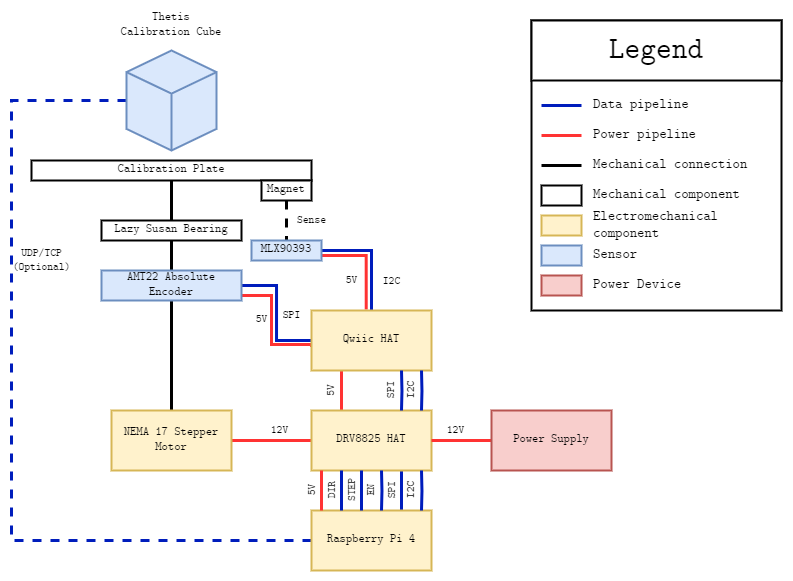 Thetis
Calibration Cube
Legend
Data pipeline
Power pipeline
Mechanical connection
Mechanical component
Electromechanical
component
Sensor
Power Device
Calibration Plate
Magnet
Sense
Lazy Susan Bearing
MLX90393
UDP/TCP
(Optional)
AMT22 Absolute
Encoder
5V
I2C
5V
SPI
Qwiic HAT
5V
SPI
I2C
NEMA 17 Stepper
Motor
12V
DRV8825 HAT
12V
Power Supply
5V
DIR
STEP
EN
SPI
I2C
Raspberry Pi 4